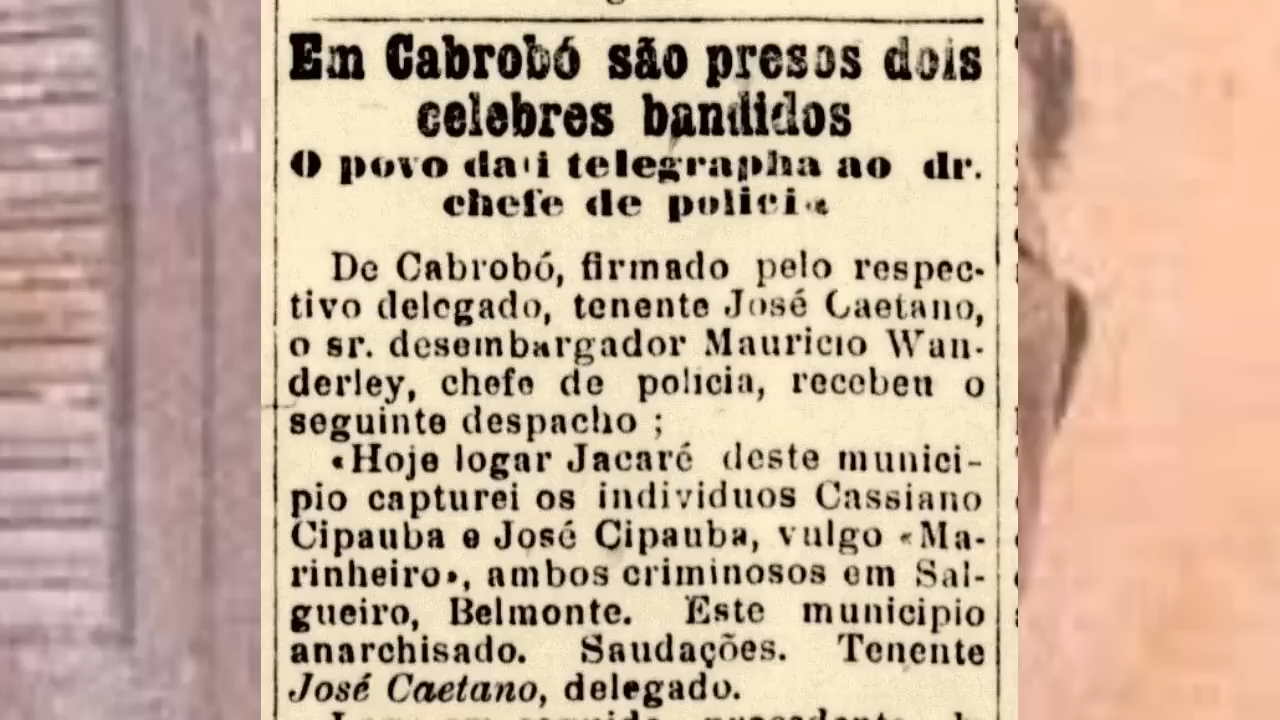 Em Cabrobó são presos dois
celebres bandidos
O povo dahi telegrapha ao dr.
chefe de policia
De Cabrobó, firmado pelo respec-
tivo delegado, tenente José Caetano,
o sr. desembargador Mauricio Wan-
derley, chefe de policia, recebeu o
seguinte despacho ;
«Hoje logar Jacaré deste munici-
pio capturei os individuos Cassiano
Cipauba e José Cipauba, vulgo «Ma-
rinheiro», ambos criminosos em Sal-
gueiro, Belmonte. Este municipio
anarchisado. Saudações. Tenente
José Caetano, delegado.